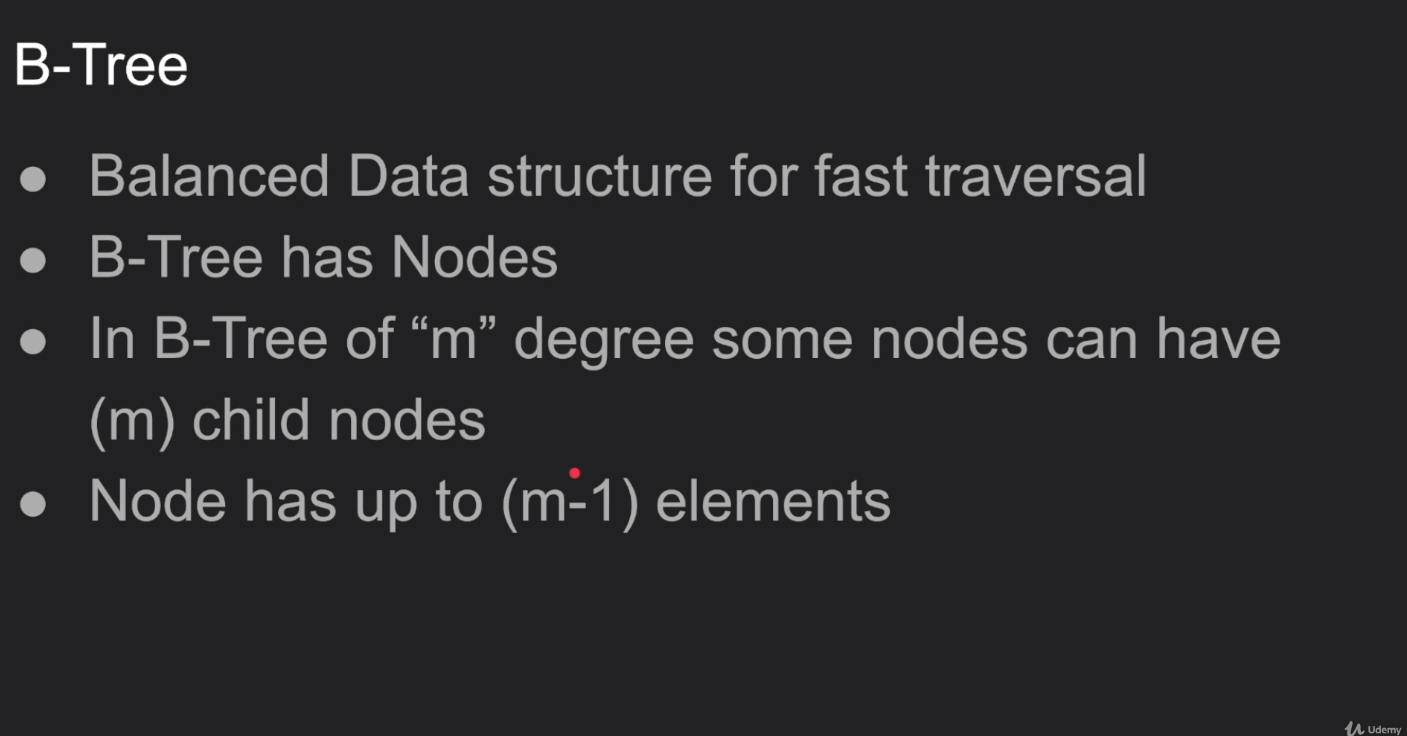 B-Tree
● Balanced Data structure for fast traversal
● B-Tree has Nodes
● In B-Tree of “m” degree some nodes can have
(m) child nodes
● Node has up to (m-1) elements
Udemy